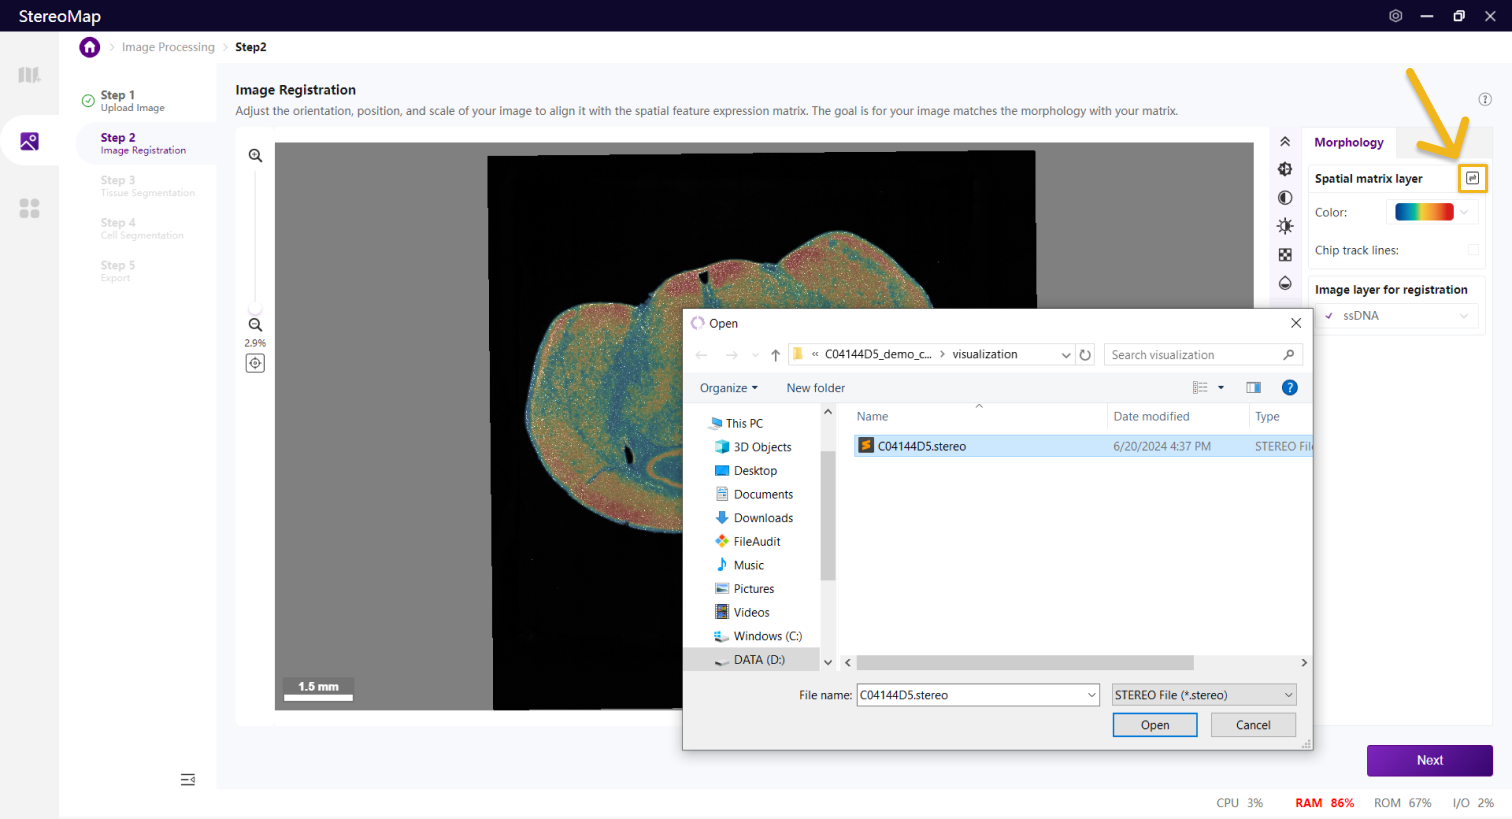 StereoMap
Image Processing
Step2
Step 1
Upload Image
Step 2
Image Registration
Step 3
Tissue Segmentation
Step 4
Cell Segmentation
Step 5
Export
Image Registration
Adjust the orientation, position, and scale of your image to align it with the spatial feature expression matrix. The goal is for your image matches the morphology with your matrix.
2.9%
1.5 mm
Morphology
Spatial matrix layer
Color:
Chip track lines:
Image layer for registration
ssDNA
Open
« C04144D5_demo_c... > visualization
Search visualization
Organize
New folder
This PC
3D Objects
Desktop
Documents
Downloads
FileAudit
Music
Pictures
Videos
Windows (C:)
DATA (D:)
Name
Date modified
Type
C04144D5.stereo
6/20/2024 4:37 PM
STEREO File
File name:
C04144D5.stereo
STEREO File (*.stereo)
Open
Cancel
Next
CPU 3%
RAM 86%
ROM 67%
I/O 2%